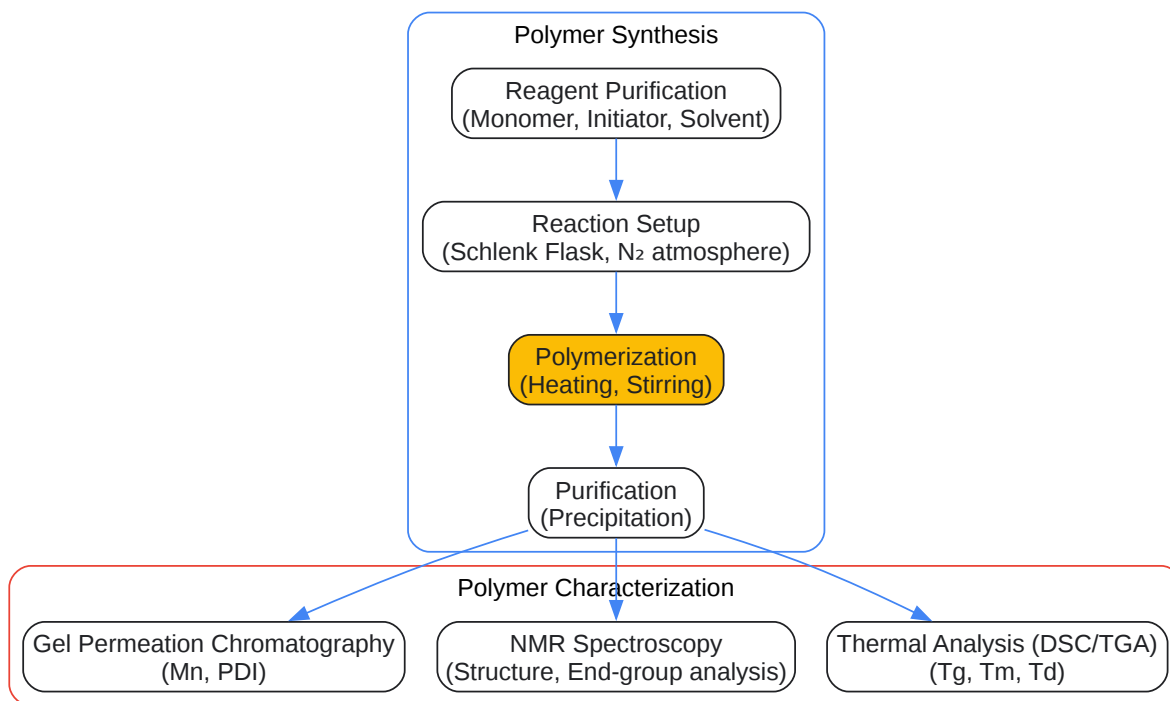 Polymer Synthesis
Reagent Purification
(Monomer, Initiator, Solvent)
Reaction Setup
(Schlenk Flask, N₂ atmosphere)
Polymerization
(Heating, Stirring)
Purification
(Precipitation)
Polymer Characterization
Gel Permeation Chromatography
(Mn, PDI)
NMR Spectroscopy
(Structure, End-group analysis)
Thermal Analysis (DSC/TGA)
(Tg, Tm, Td)